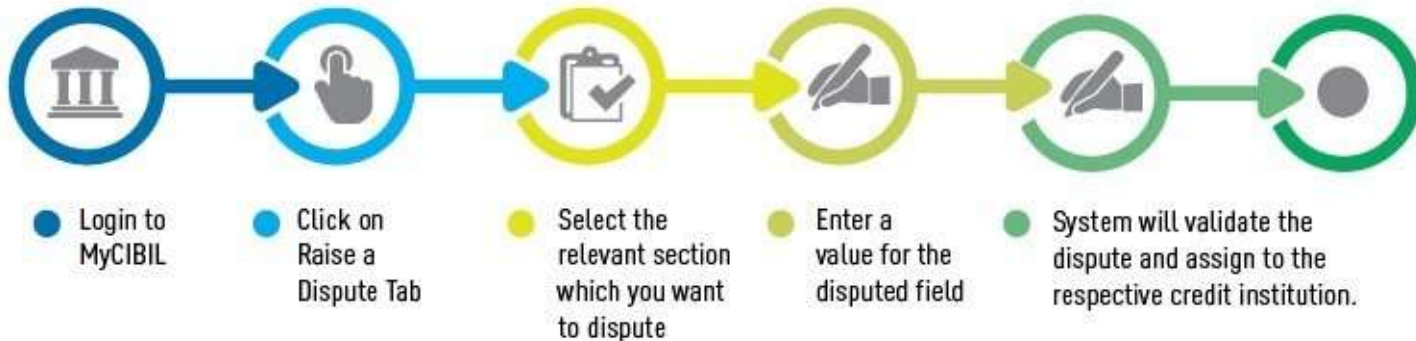 Login to
MyCIBIL
Click on
Raise a
Dispute Tab
Select the
relevant section
which you want
to dispute
Enter a
value for the
disputed field
System will validate the
dispute and assign to the
respective credit institution.